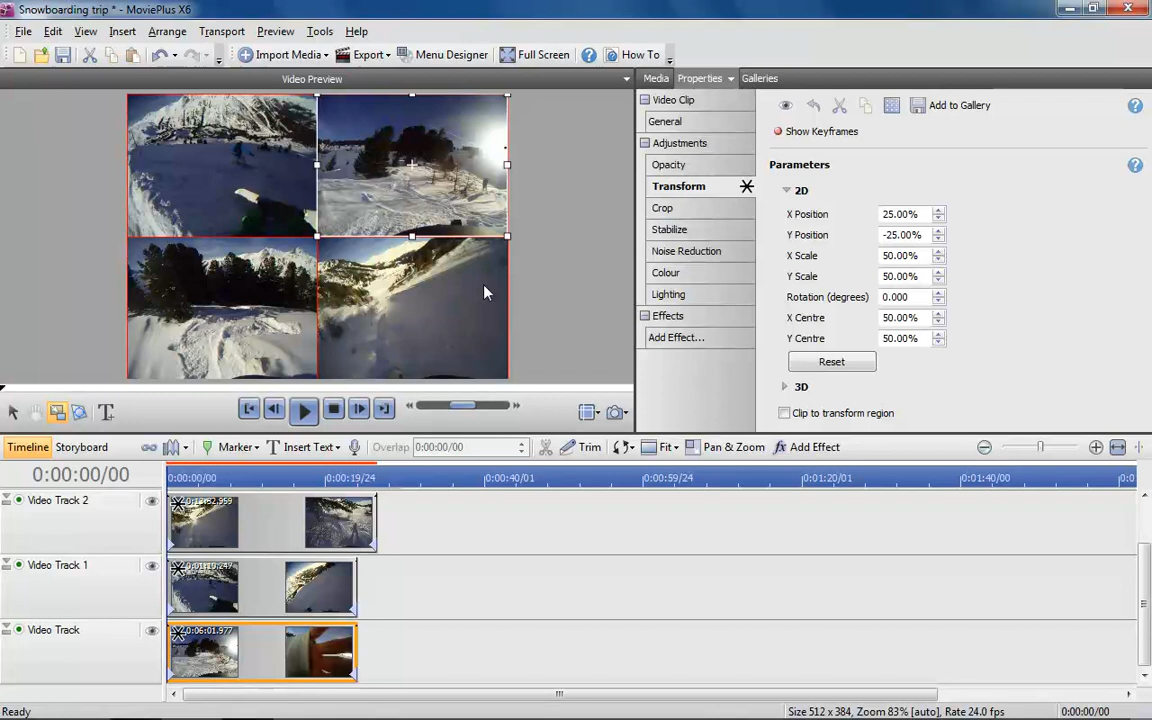 Snowboarding trip * - MoviePlus X6
File Edit View Insert Arrange Transport Preview Tools Help
Import Media Export Menu Designer Full Screen ? How To
Video Preview
Media Properties Galleries
Video Clip
General
Adjustments
Opacity
Transform
Crop
Stabilize
Noise Reduction
Colour
Lighting
Effects
Add Effect...
Add to Gallery
Show Keyframes
Parameters
2D
X Position 25.00%
Y Position -25.00%
X Scale 50.00%
Y Scale 50.00%
Rotation (degrees) 0.000
X Centre 50.00%
Y Centre 50.00%
Reset
3D
Clip to transform region
Timeline Storyboard Marker Insert Text Overlap 0:00:00/00 Trim Fit Pan & Zoom Add Effect
0:00:00/00
0:00:00/00 0:00:19/24 0:00:40/01 0:00:59/24 0:01:20/01 0:01:40/00
Video Track 2
Video Track 1
Video Track
0:06:01.977
Ready
Size 512 x 384, Zoom 83% [auto], Rate 24.0 fps 0:00:00/00